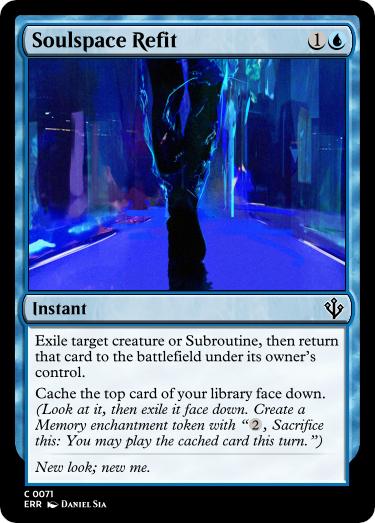 Soulspace Refit
1
Instant
Exile target creature or Subroutine, then return
that card to the battlefield under its owner's
control.
Cache the top card of your library face down.
(Look at it, then exile it face down. Create a
Memory enchantment token with “2, Sacrifice
this: You may play the cached card this turn.”)
New look; new me.
C 0071
ERR Daniel Sia